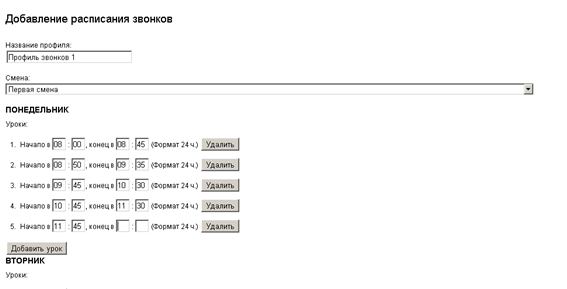 Добавление расписания звонков
Название профиля:
Профиль звонков 1
Смена:
Первая смена
ПОНЕДЕЛЬНИК
Уроки:
1. Начало в 08 : 00 , конец в 08 : 45 (Формат 24 ч.) Удалить
2. Начало в 08 : 50 , конец в 09 : 35 (Формат 24 ч.) Удалить
3. Начало в 09 : 45 , конец в 10 : 30 (Формат 24 ч.) Удалить
4. Начало в 10 : 45 , конец в 11 : 30 (Формат 24 ч.) Удалить
5. Начало в 11 : 45 , конец в : (Формат 24 ч.) Удалить
Добавить урок
ВТОРНИК
Уроки: